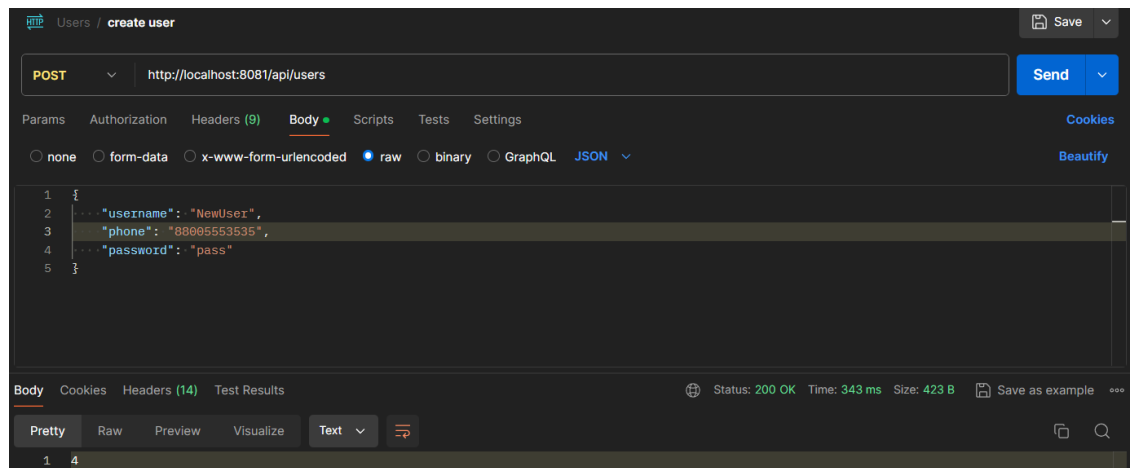 HTTP Users / create user Save
POST http://localhost:8081/api/users Send
Params Authorization Headers (9) Body Scripts Tests Settings Cookies
none form-data x-www-form-urlencoded raw binary GraphQL JSON Beautify
1 {
2 "username": "NewUser",
3 "phone": "88005553535",
4 "password": "pass"
5 }
Body Cookies Headers (14) Test Results Status: 200 OK Time: 343 ms Size: 423 B Save as example
Pretty Raw Preview Visualize Text
1 4